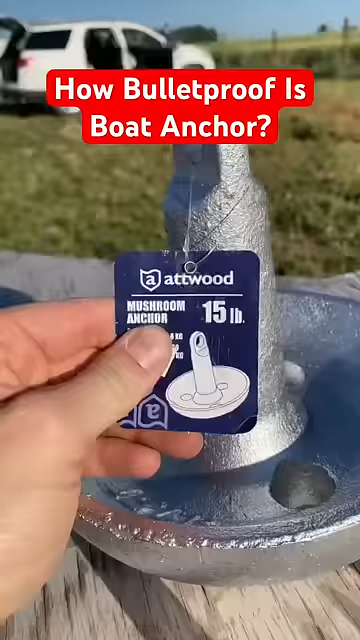 How Bulletproof Is
Boat Anchor?
attwood
MUSHROOM
ANCHOR
15 lb.